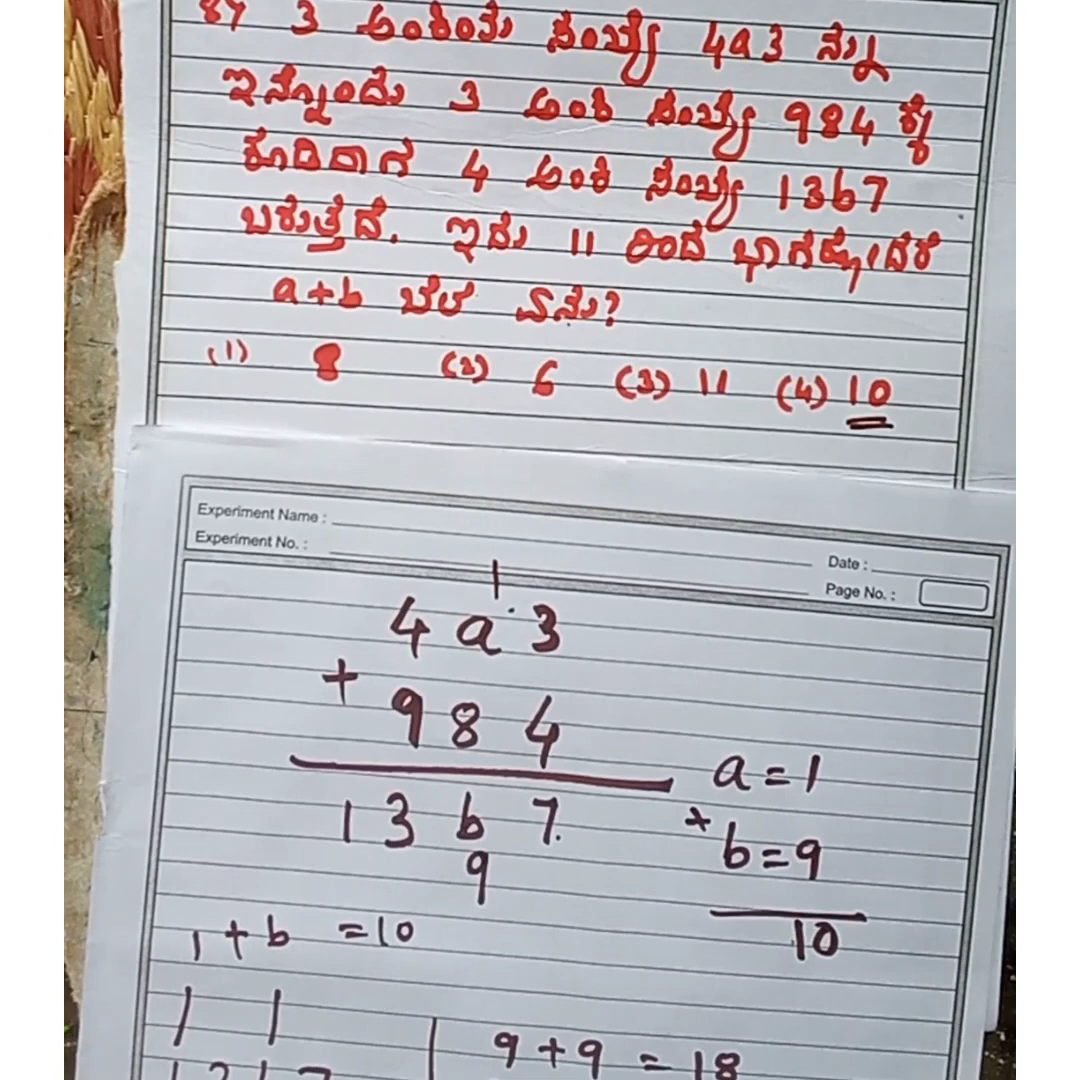 3 ಅಂಕಿಯ ಸಂಖ್ಯೆ 4a3 ನ್ನು
ಇನ್ನೊಂದು 3 ಅಂಕಿ ಸಂಖ್ಯೆ 984 ಕ್ಕೆ
ಕೂಡಿದಾಗ 4 ಅಂಕಿ ಸಂಖ್ಯೆ 13b7
ಬರುತ್ತದೆ. ಇದು 11 ರಿಂದ
a+b ಬೆಲೆ ಏನು?
(1) 8 (2) 6 (3) 11 (4) 10
Experiment Name :
Experiment No. :
Date :
Page No. :
1
4 a 3
+ 9 8 4
1 3 b 7
9
a = 1
+ b = 9
10
1 + b = 10
9 + 9 = 18